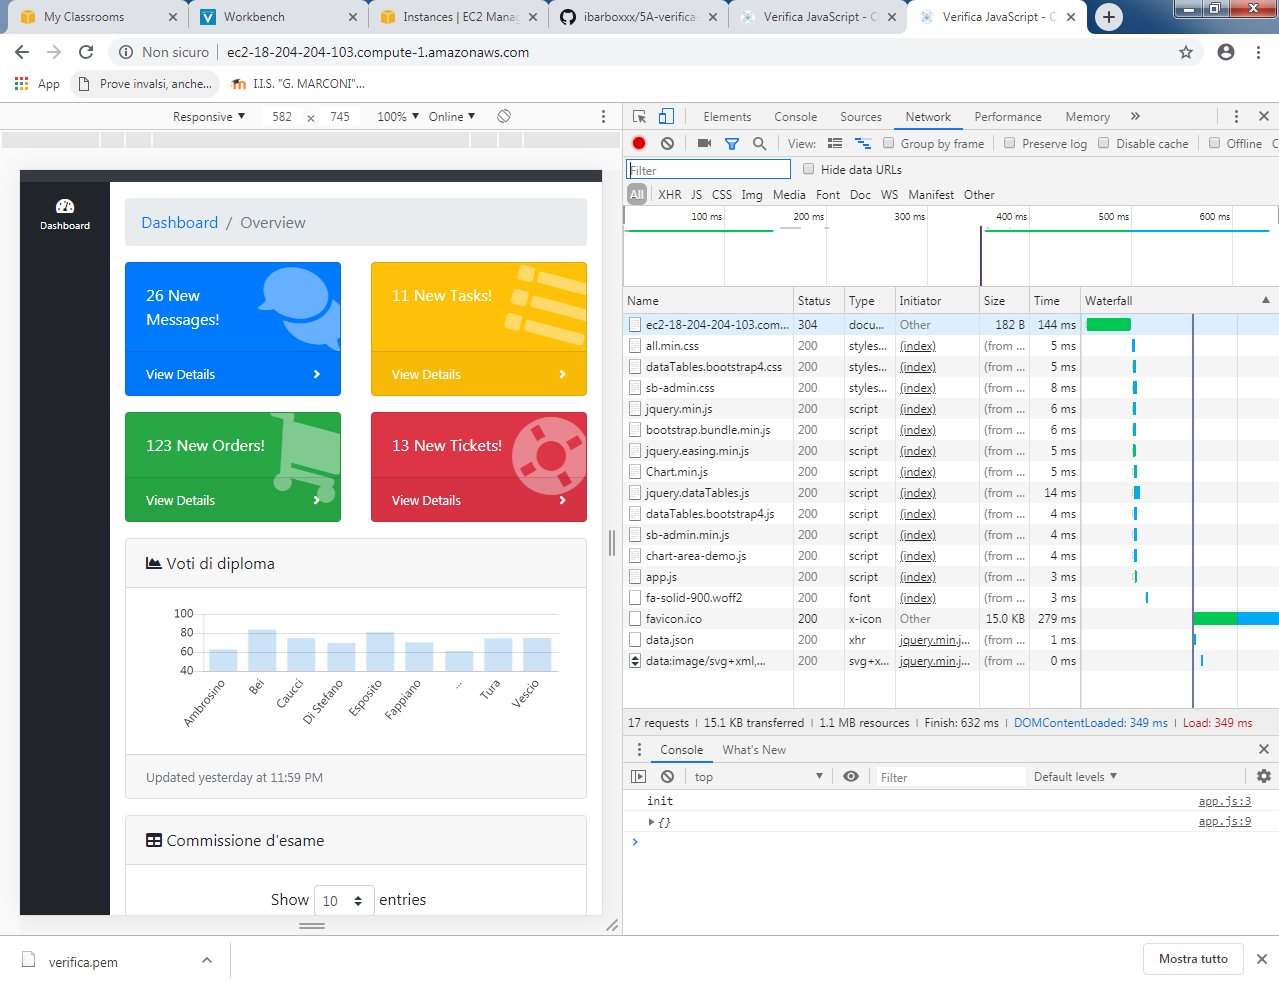 My Classrooms
Workbench
Instances | EC2 Manag
ibarboxxx/5A-verifica-
Verifica JavaScript - C
Verifica JavaScript - C
Non sicuro | ec2-18-204-204-103.compute-1.amazonaws.com
App
Prove invalsi, anche...
I.I.S. "G. MARCONI"...
Responsive
582 x 745
100%
Online
Elements
Console
Sources
Network
Performance
Memory
View:
Group by frame
Preserve log
Disable cache
Offline
Filter
Hide data URLs
All
XHR
JS
CSS
Img
Media
Font
Doc
WS
Manifest
Other
100 ms
200 ms
300 ms
400 ms
500 ms
600 ms
Name Status Type Initiator Size Time Waterfall
ec2-18-204-204-103.com... 304 docu... Other 182 B 144 ms
all.min.css 200 styles... (index) (from ... 5 ms
dataTables.bootstrap4.css 200 styles... (index) (from ... 5 ms
sb-admin.css 200 styles... (index) (from ... 8 ms
jquery.min.js 200 script (index) (from ... 6 ms
bootstrap.bundle.min.js 200 script (index) (from ... 6 ms
jquery.easing.min.js 200 script (index) (from ... 5 ms
Chart.min.js 200 script (index) (from ... 5 ms
jquery.dataTables.js 200 script (index) (from ... 14 ms
dataTables.bootstrap4.js 200 script (index) (from ... 4 ms
sb-admin.min.js 200 script (index) (from ... 4 ms
chart-area-demo.js 200 script (index) (from ... 4 ms
app.js 200 script (index) (from ... 3 ms
fa-solid-900.woff2 200 font (index) (from ... 3 ms
favicon.ico 200 x-icon Other 15.0 KB 279 ms
data.json 200 xhr jquery.min.j... (from ... 1 ms
data:image/svg+xml,... 200 svg+x... jquery.min.j... (from ... 0 ms
17 requests | 15.1 KB transferred | 1.1 MB resources | Finish: 632 ms | DOMContentLoaded: 349 ms | Load: 349 ms
Console
What's New
top
Filter
Default levels
init app.js:3
{} app.js:9
Dashboard
Dashboard / Overview
26 New
Messages!
View Details
11 New Tasks!
View Details
123 New Orders!
View Details
13 New Tickets!
View Details
Voti di diploma
100
80
60
40
Ambrosino
Bei
Caucci
Di Stefano
Esposito
Fappiano
...
Tura
Vescio
Updated yesterday at 11:59 PM
Commissione d'esame
Show 10 entries
verifica.pem
Mostra tutto